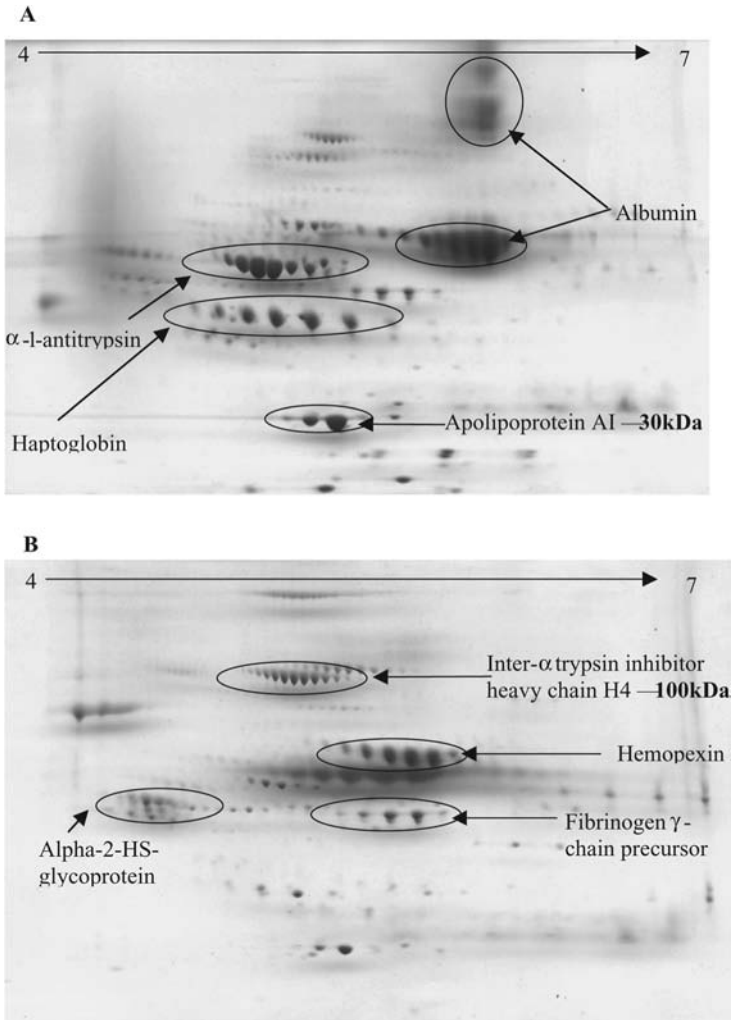 A
4
7
Albumin
α-l-antitrypsin
Haptoglobin
Apolipoprotein AI —30kDa
B
4
7
Inter-α trypsin inhibitor
heavy chain H4 —100kDa
Hemopexin
Fibrinogen γ-
chain precursor
Alpha-2-HS-
glycoprotein